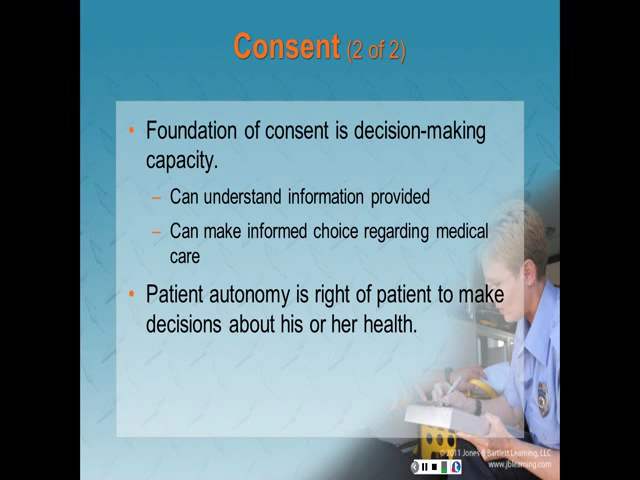 Consent (2 of 2)
• Foundation of consent is decision-making
capacity.
– Can understand information provided
– Can make informed choice regarding medical
care
• Patient autonomy is right of patient to make
decisions about his or her health.
© 2011 Jones & Bartlett Learning, LLC
www.jblearning.com